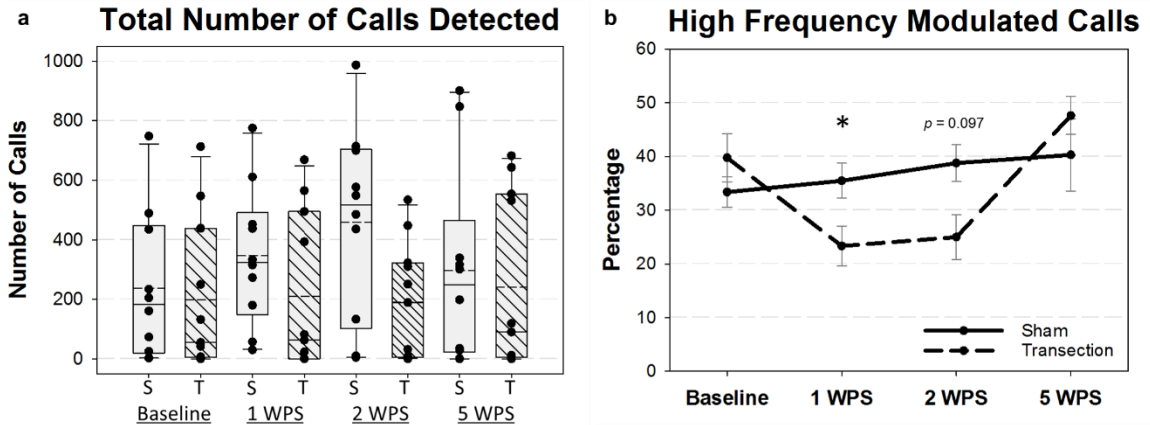 a
Total Number of Calls Detected
Number of Calls
1000
800
600
400
200
0
S T S T S T S T
Baseline 1 WPS 2 WPS 5 WPS
b
High Frequency Modulated Calls
Percentage
60
50
40
30
20
10
0
*
p = 0.097
Sham
Transection
Baseline 1 WPS 2 WPS 5 WPS